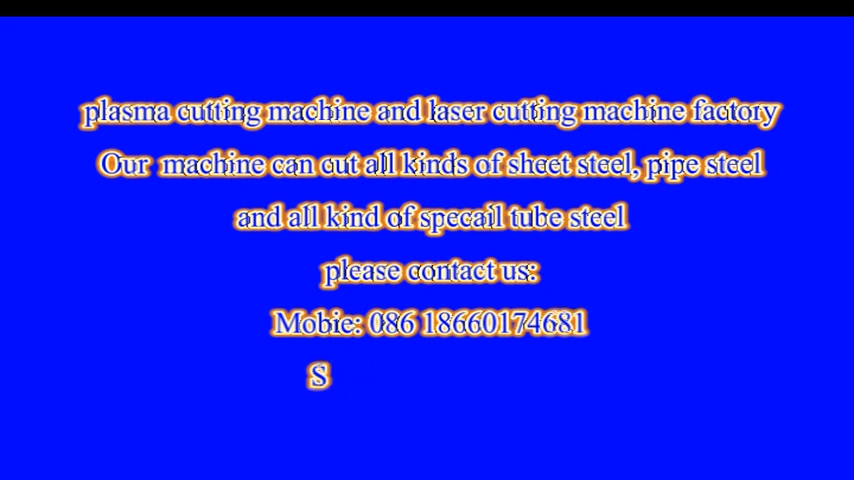 plasma cutting machine and laser cutting machine factory
Our machine can cut all kinds of sheet steel, pipe steel
and all kind of specail tube steel
please contact us:
Mobie: 086 18660174681
S